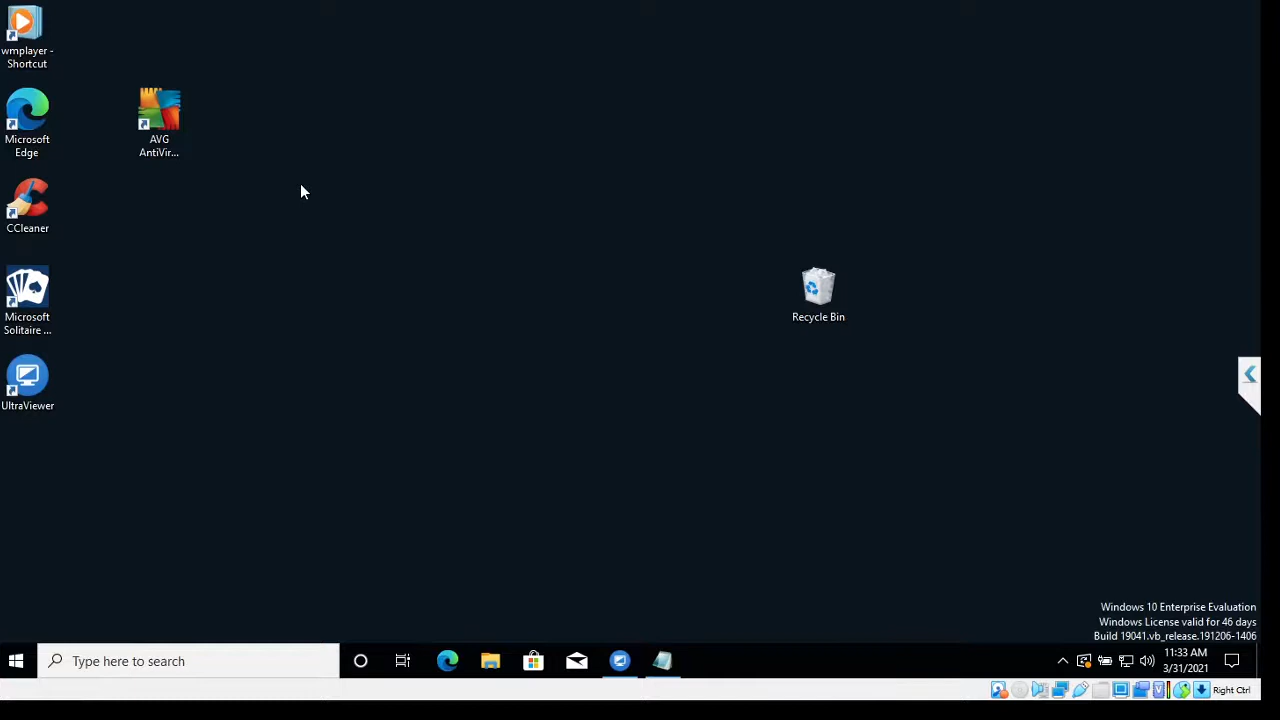 wmplayer -
Shortcut
Microsoft
Edge
AVG
AntiVir...
CCleaner
Microsoft
Solitaire ...
UltraViewer
Recycle Bin
Windows 10 Enterprise Evaluation
Windows License valid for 46 days
Build 19041.vb_release.191206-1406
Type here to search
11:33 AM
3/31/2021
Right Ctrl